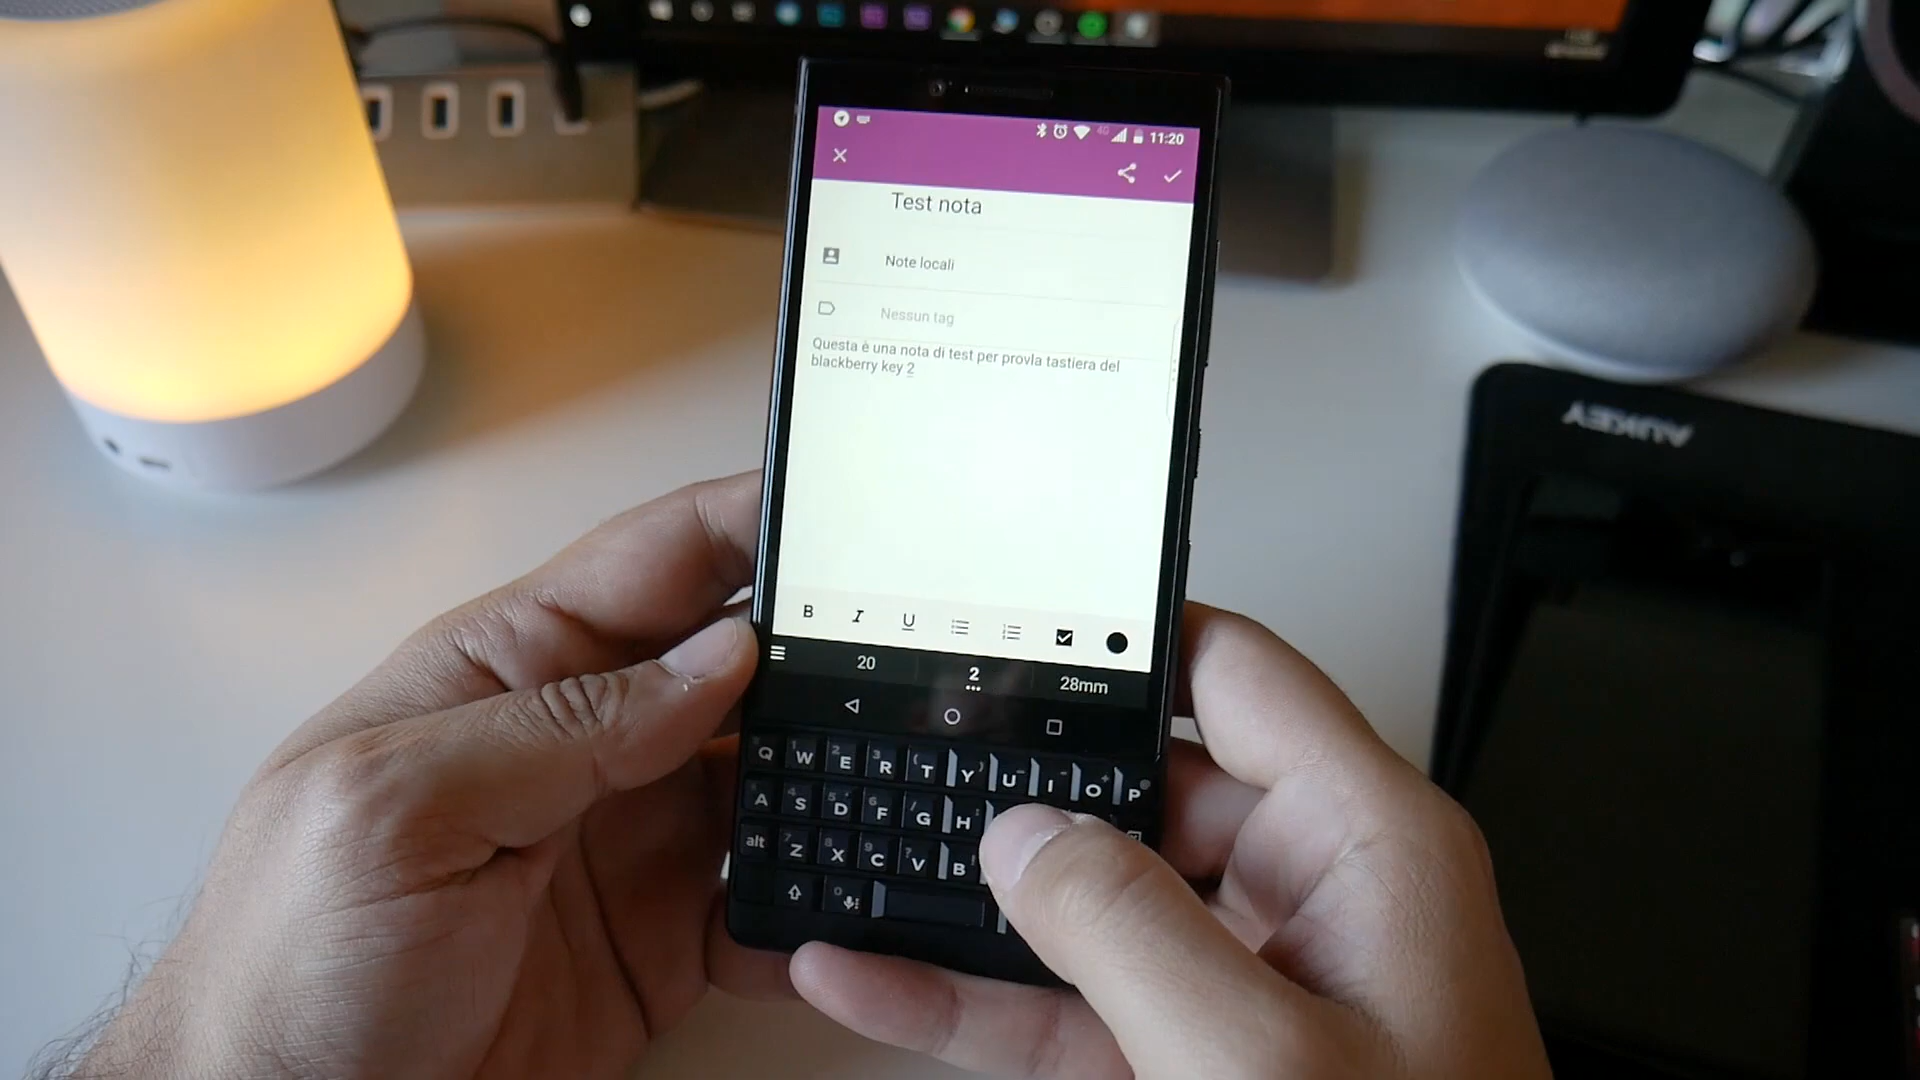 11:20
Test nota
Note locali
Nessun tag
Questa è una nota di test per provla tastiera del
blackberry key 2
B I U
20 2 28mm
Q W E R T Y U I O P
A S D F G H
alt Z X C V B
AUKEY